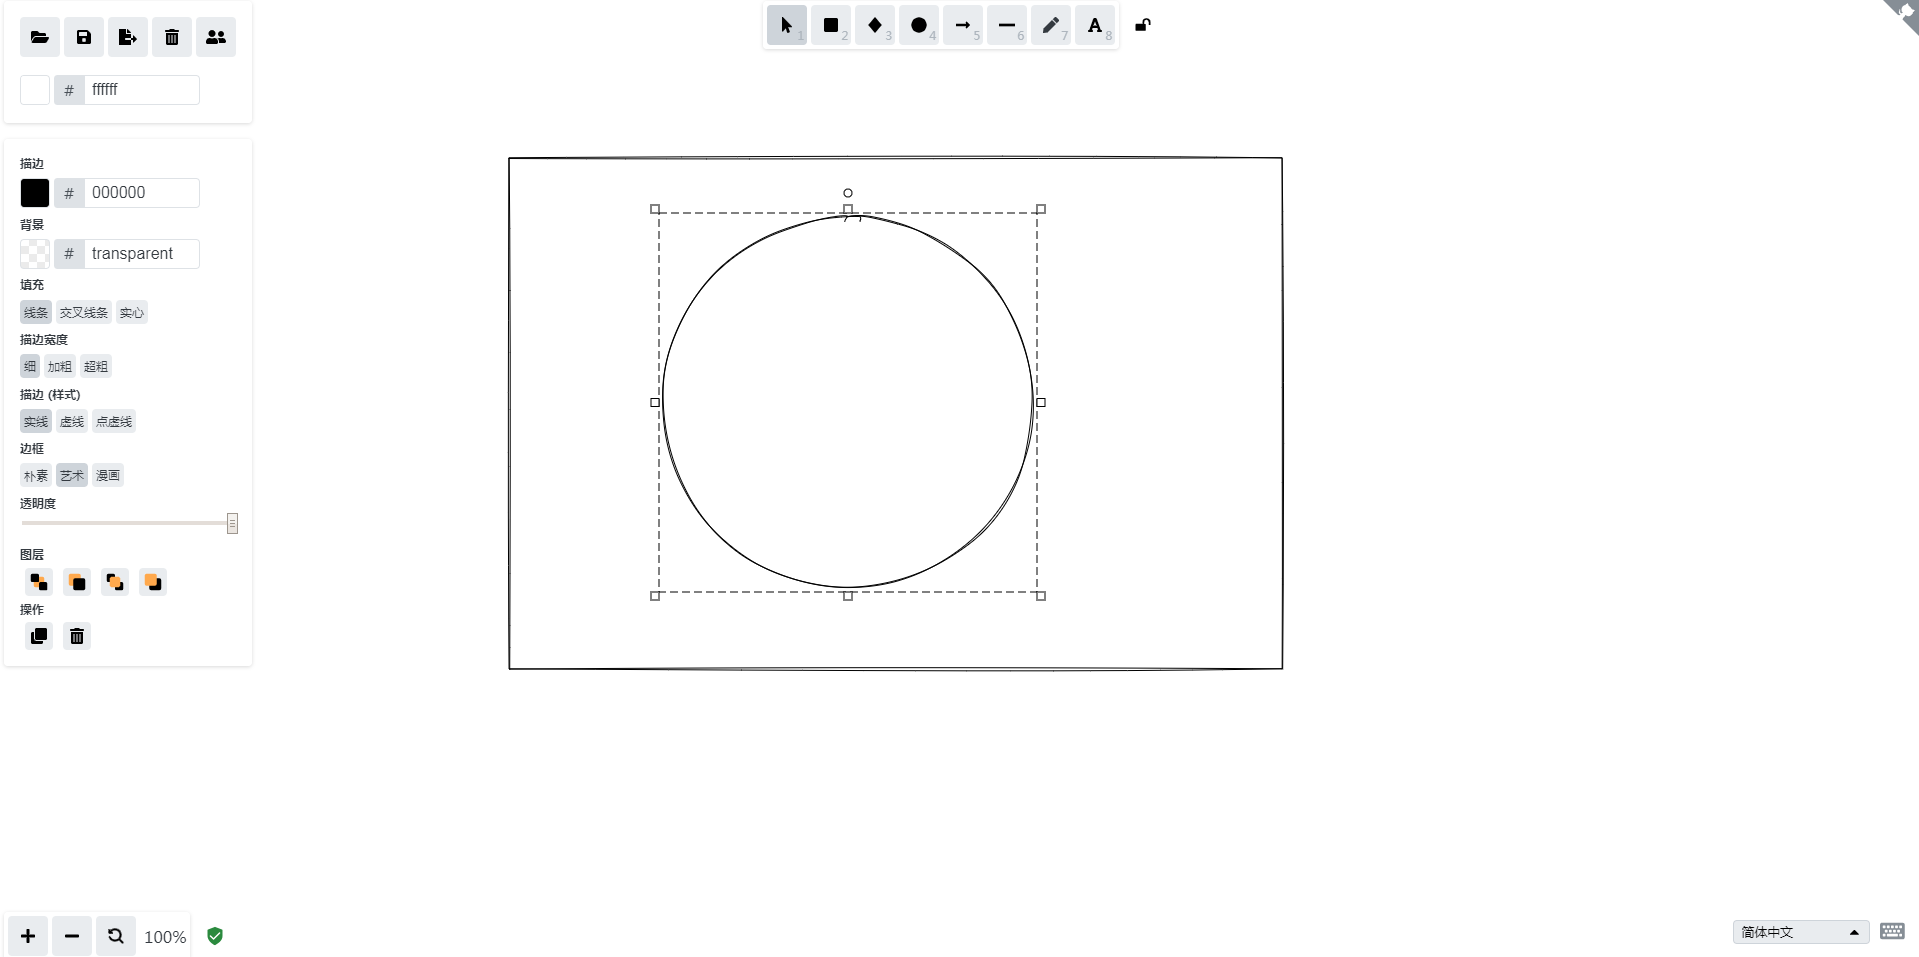 1 2 3 4 5 6 7 A 8
# ffffff
描边
# 000000
背景
# transparent
填充
线条 交叉线条 实心
描边宽度
细 加粗 超粗
描边 (样式)
实线 虚线 点虚线
边框
朴素 艺术 漫画
透明度
图层
操作
100%
简体中文